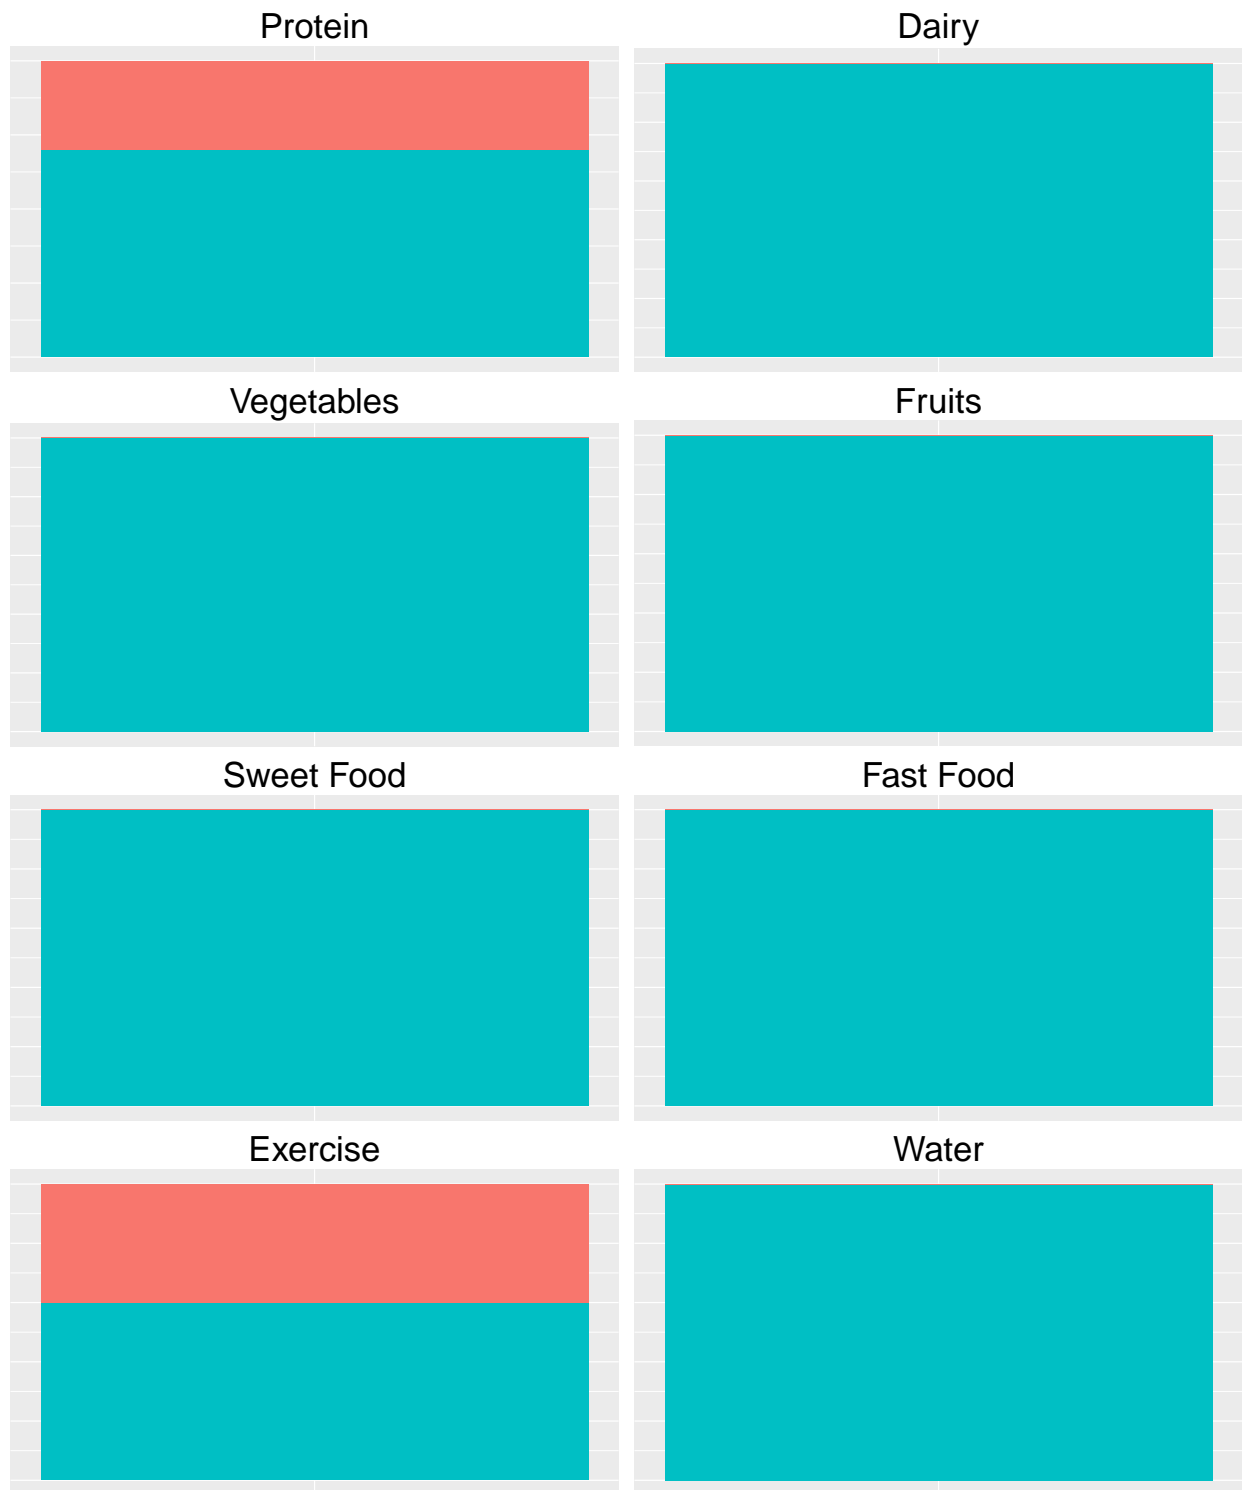 Protein
Dairy
Vegetables
Fruits
Sweet Food
Fast Food
Exercise
Water